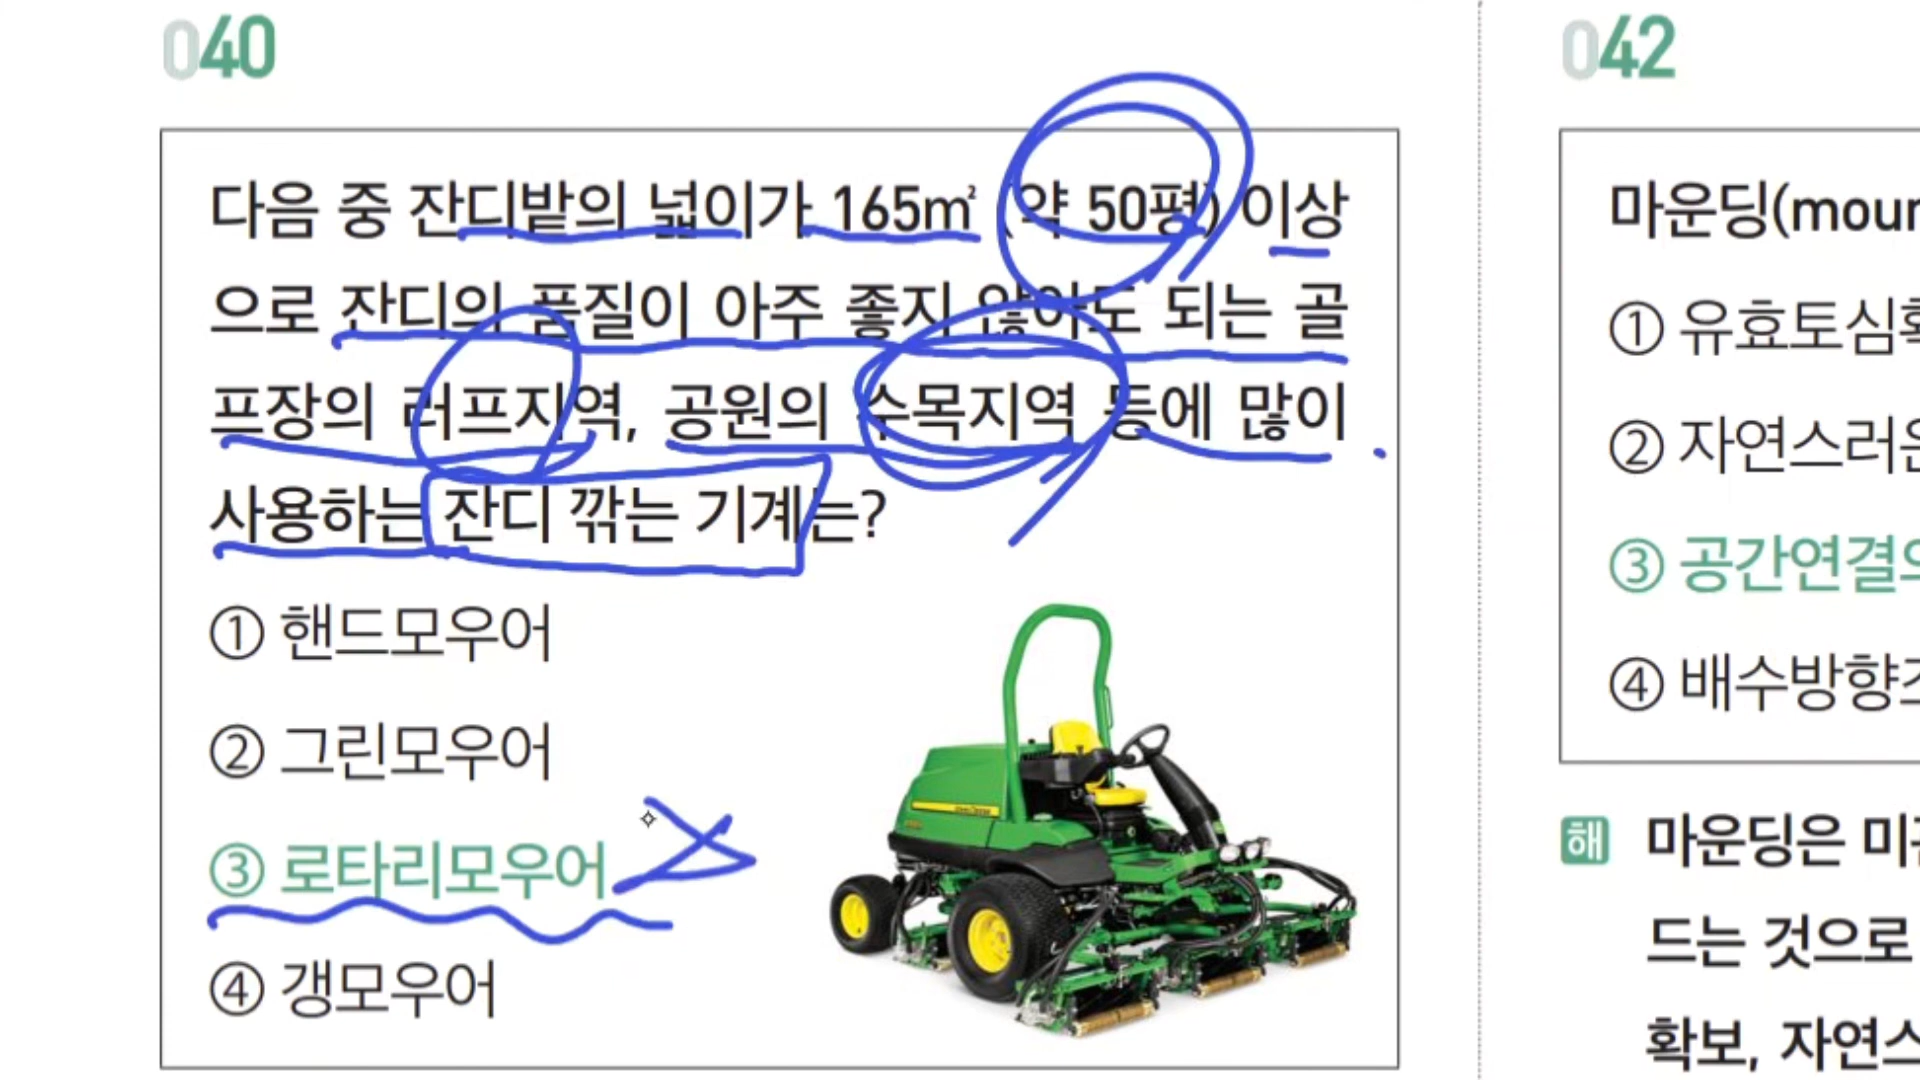 040
다음 중 잔디밭의 넓이가 165㎡ (약 50평) 이상
으로 잔디의 품질이 아주 좋지 않아도 되는 골
프장의 러프지역, 공원의 수목지역 등에 많이
사용하는 잔디 깎는 기계는?
① 핸드모우어
② 그린모우어
③ 로타리모우어
④ 갱모우어
042
마운딩(moun
① 유효토심확
② 자연스러운
③ 공간연결의
④ 배수방향조
해 마운딩은 미관
드는 것으로
확보, 자연스